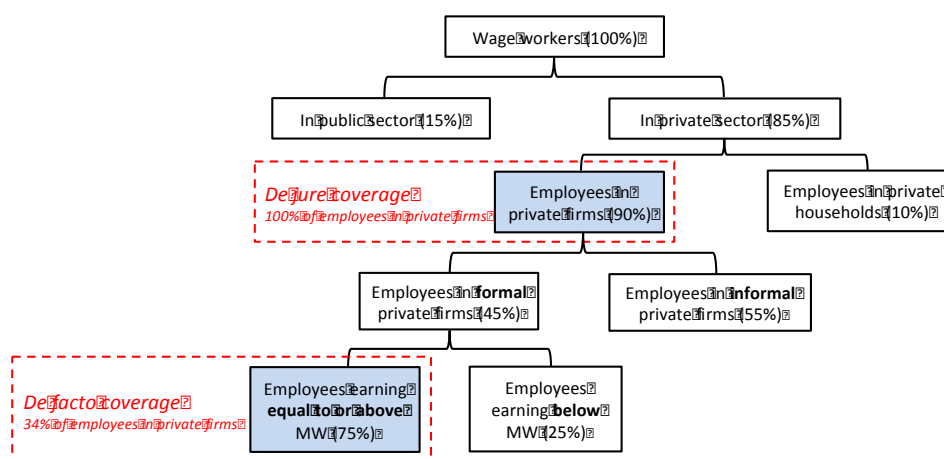 Wage workers (100%)
In public sector (15%)
In private sector (85%)
De jure coverage
100% of employees in private firms
Employees in
private firms (90%)
Employees in private
households (10%)
Employees in formal
private firms (45%)
Employees in informal
private firms (55%)
De facto coverage
34% of employees in private firms
Employees earning
equal to or above
MW (75%)
Employees
earning below
MW (25%)